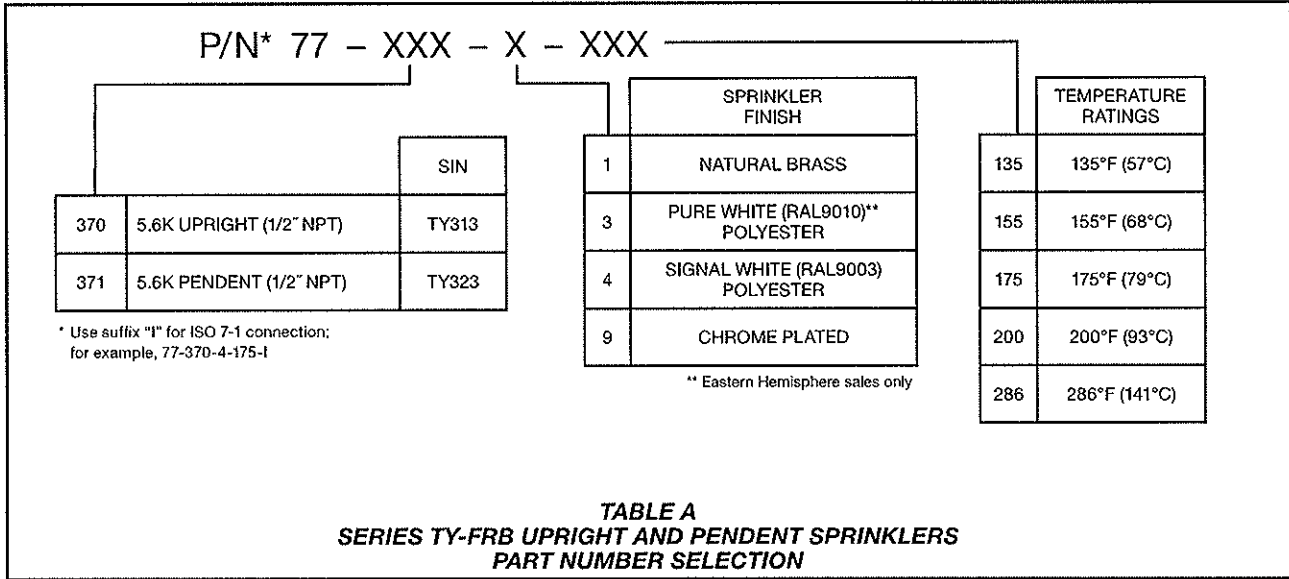 P/N* 77 – XXX – X – XXX
SIN
370 5.6K UPRIGHT (1/2" NPT) TY313
371 5.6K PENDENT (1/2" NPT) TY323
* Use suffix "I" for ISO 7-1 connection;
for example, 77-370-4-175-I
SPRINKLER
FINISH
1 NATURAL BRASS
3 PURE WHITE (RAL9010)**
POLYESTER
4 SIGNAL WHITE (RAL9003)
POLYESTER
9 CHROME PLATED
** Eastern Hemisphere sales only
TEMPERATURE
RATINGS
135 135°F (57°C)
155 155°F (68°C)
175 175°F (79°C)
200 200°F (93°C)
286 286°F (141°C)
TABLE A
SERIES TY-FRB UPRIGHT AND PENDENT SPRINKLERS
PART NUMBER SELECTION